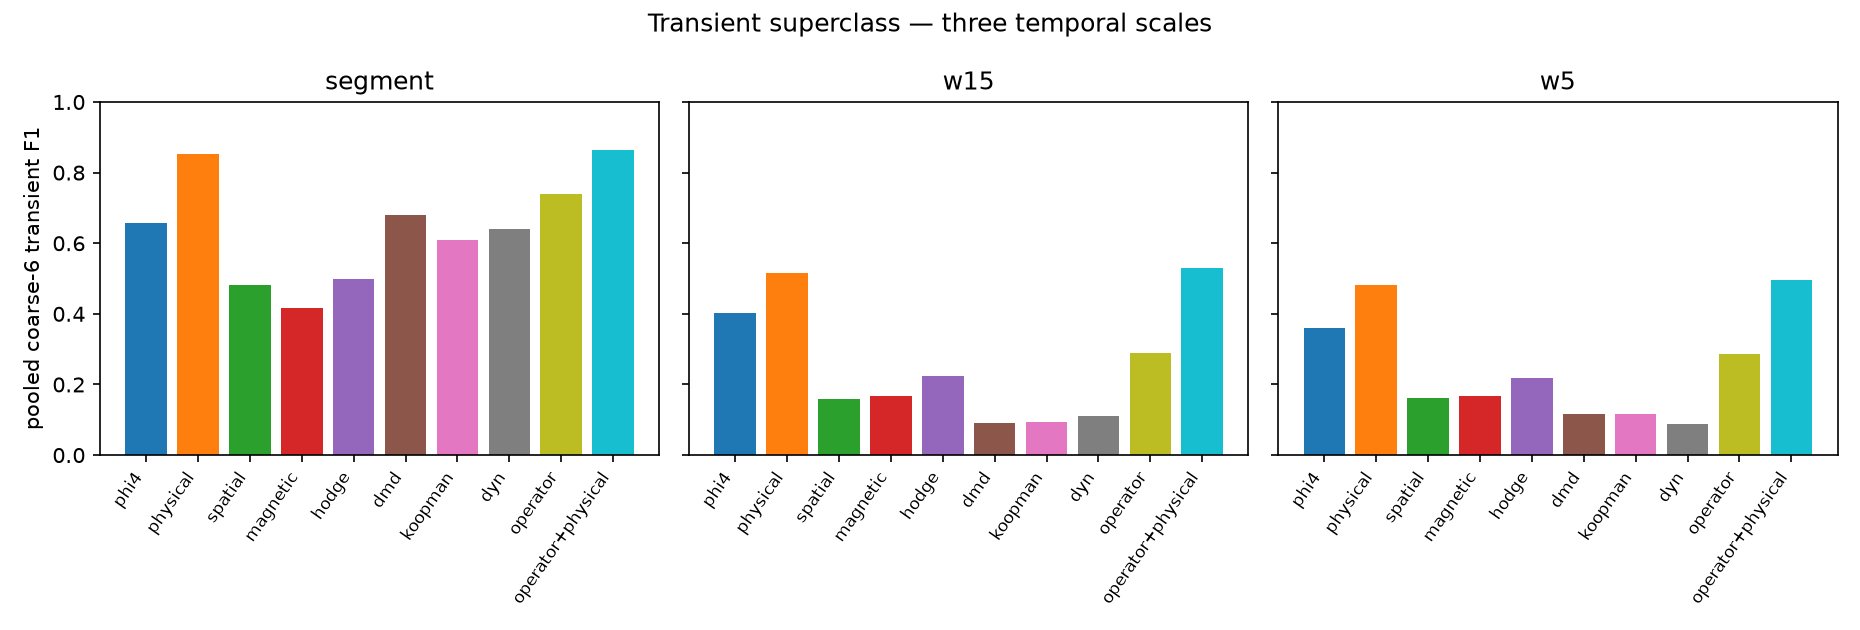 Transient superclass — three temporal scales
segment
w15
w5
pooled coarse-6 transient F1
1.0
0.8
0.6
0.4
0.2
0.0
phi4
physical
spatial
magnetic
hodge
dmd
koopman
dyn
operator
operator+physical
phi4
physical
spatial
magnetic
hodge
dmd
koopman
dyn
operator
operator+physical
phi4
physical
spatial
magnetic
hodge
dmd
koopman
dyn
operator
operator+physical